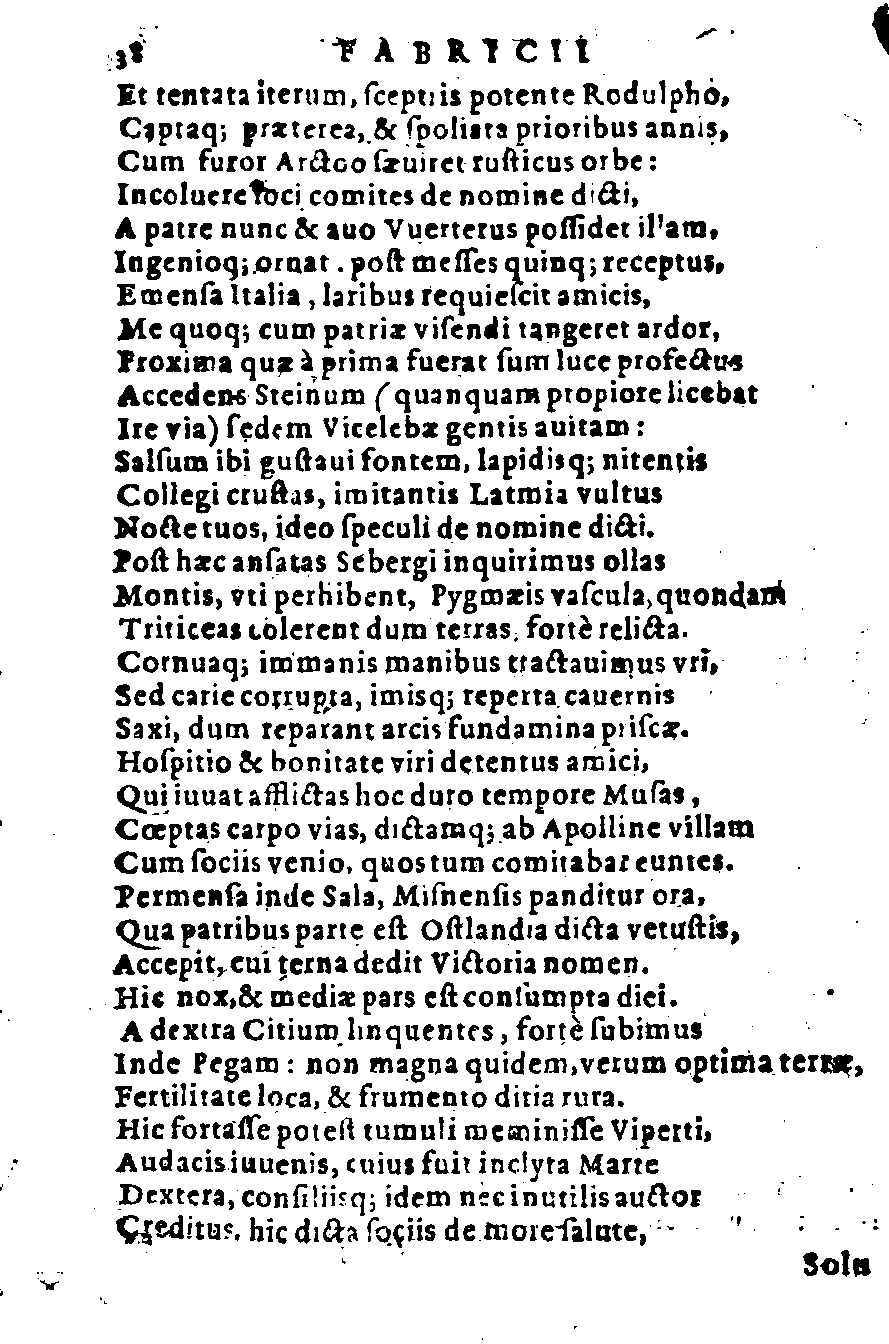 38 FABRICII
Et tentata iterum, sceptris potente Rodulpho,
Captaq; præterea, & spoliata prioribus annis,
Cum furor Arctoo sæuiret rusticus orbe:
Incoluere loci comites de nomine dicti,
A patre nunc & auo Vuerterus possidet illam,
Ingenioq; ornat. post messes quinq; receptus,
Emensa Italia, laribus requiescit amicis,
Me quoq; cum patriæ visendi tangeret ardor,
Proxima quæ à prima fuerat sum luce profectus
Accedens Steinum (quanquam propiore licebat
Ire via) sedem Vicelebæ gentis auitam:
Salsum ibi gustaui fontem, lapidisq; nitentis
Collegi crustas, imitantis Latmia vultus
Nocte tuos, ideo speculi de nomine dicti.
Post hæc ansatas Sebergi inquirimus ollas
Montis, vti perhibent, Pygmæis vascula, quondam
Triticeas colerent dum terras, fortè relicta.
Cornuaq; immanis manibus tractauimus vri,
Sed carie corrupta, imisq; reperta cauernis
Saxi, dum reparant arcis fundamina priscæ.
Hospitio & bonitate viri detentus amici,
Qui iuuat afflictas hoc duro tempore Musas,
Cœptas carpo vias, dictamq; ab Apolline villam
Cum sociis venio, quos tum comitabar euntes.
Permensa inde Sala, Misnensis panditur ora,
Qua patribus parte est Ostlandia dicta vetustis,
Accepit, cui terna dedit Victoria nomen.
Hic nox, & mediæ pars est consumpta diei.
A dextra Citium linquentes, fortè subimus
Inde Pegam: non magna quidem, verum optima terræ,
Fertilitate loca, & frumento ditia rura.
Hic fortasse potest tumuli meminisse Viperti,
Audacis iuuenis, cuius fuit inclyta Marte
Dextera, consiliisq; idem nec inutilis auctor
Creditus. hic dicta sociis de more salute,
Solu